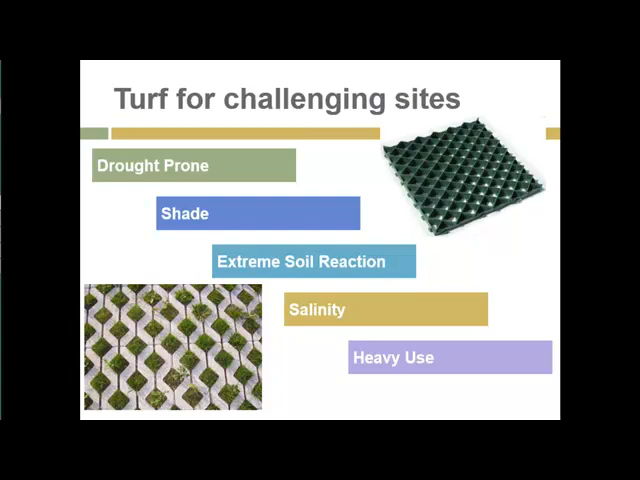 Turf for challenging sites
Drought Prone
Shade
Extreme Soil Reaction
Salinity
Heavy Use